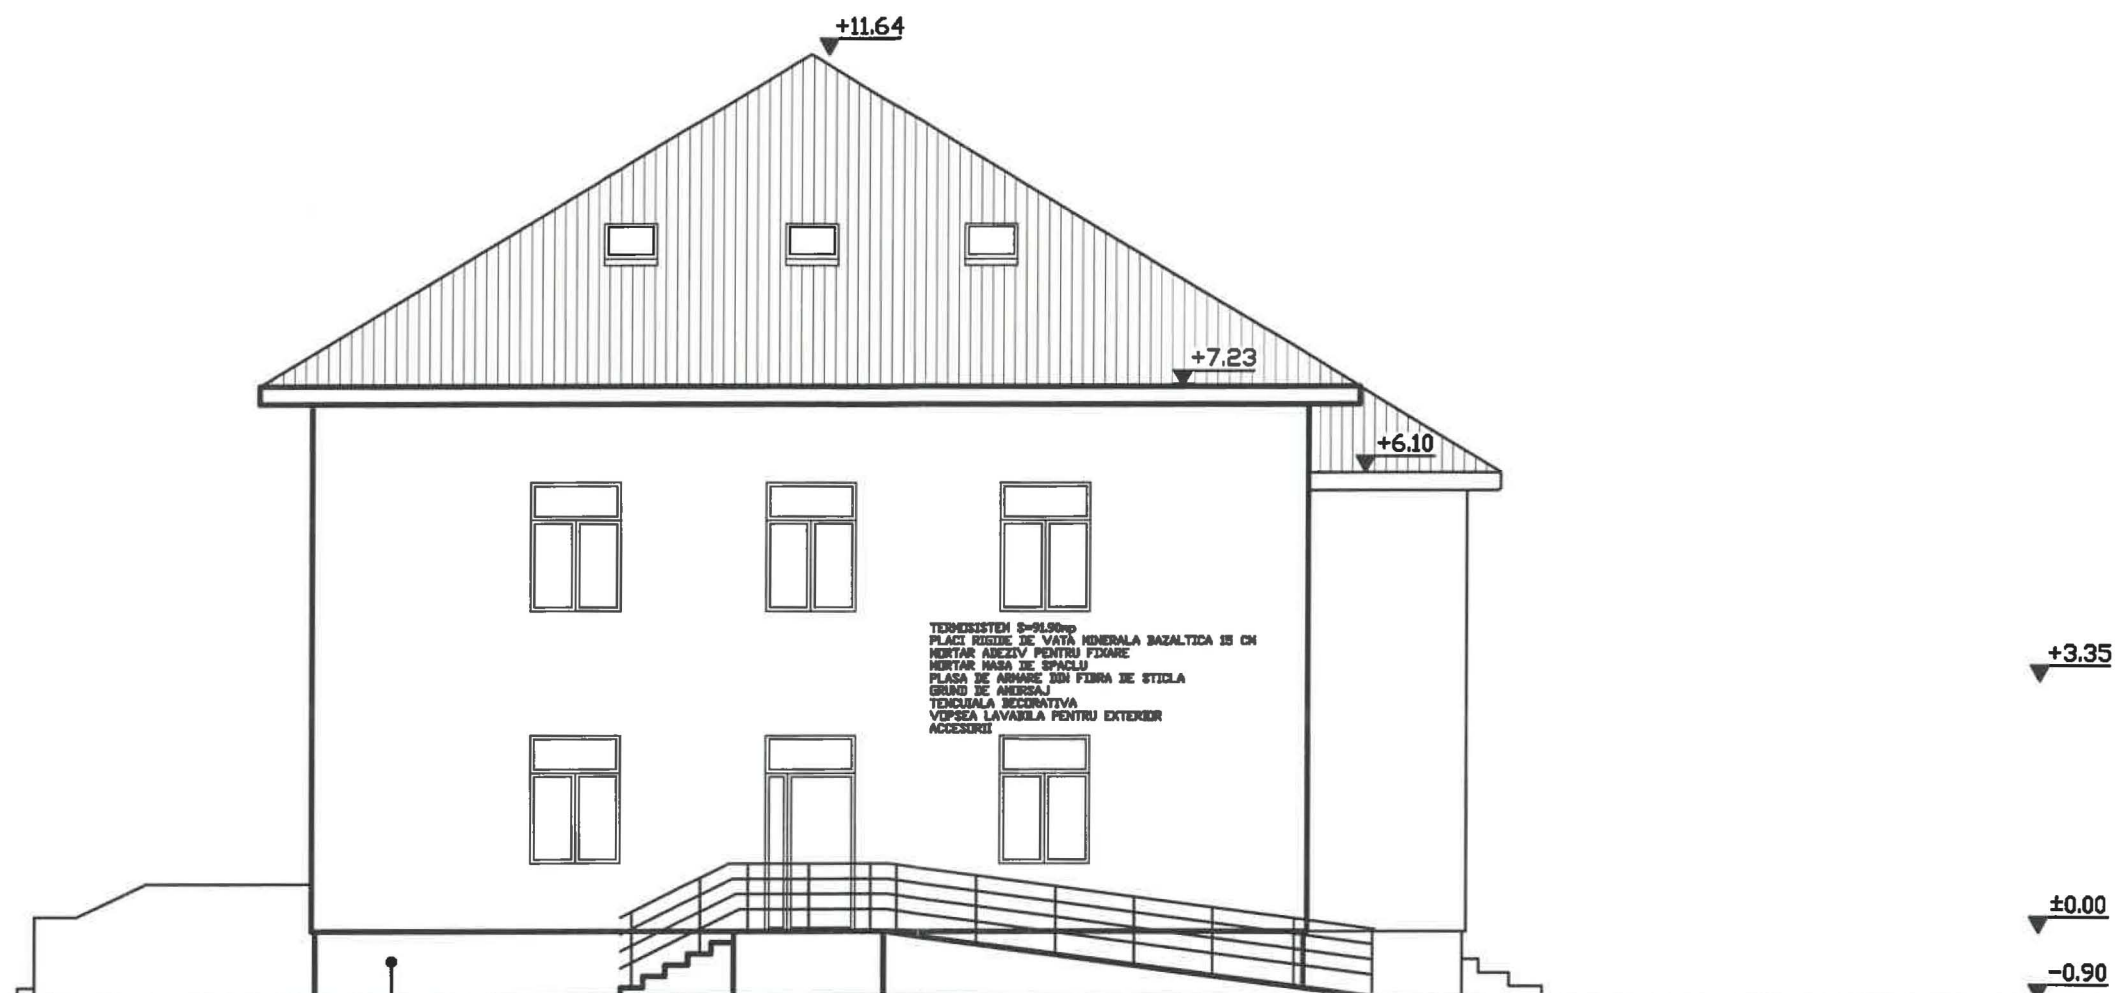 +11.64
+7.23
+6.10
TERMOSISTEM S=91.90mp
PLACI RIGIDE DE VATA MINERALA BAZALTICA 15 CM
MORTAR ADEZIV PENTRU FIXARE
MORTAR MASA DE SPACLU
PLASA DE ARMARE DIN FIBRA DE STICLA
GRUND DE AMORSAJ
TENCUIALA DECORATIVA
VOPSEA LAVABILA PENTRU EXTERIOR
ACCESORII
+3.35
±0.00
-0.90